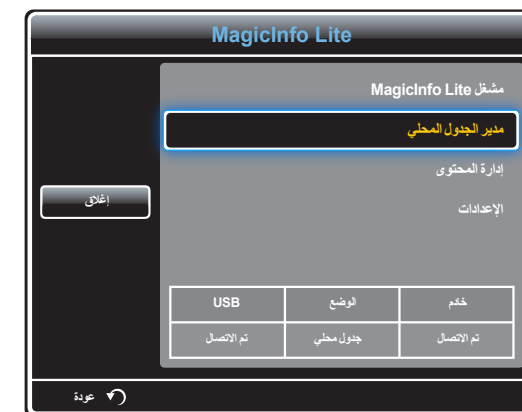 MagicInfo Lite
مشغل MagicInfo Lite
مدير الجدول المحلي
إدارة المحتوى
الإعدادات
إغلاق
خادم الوضع USB
تم الاتصال جدول محلي تم الاتصال
عودة